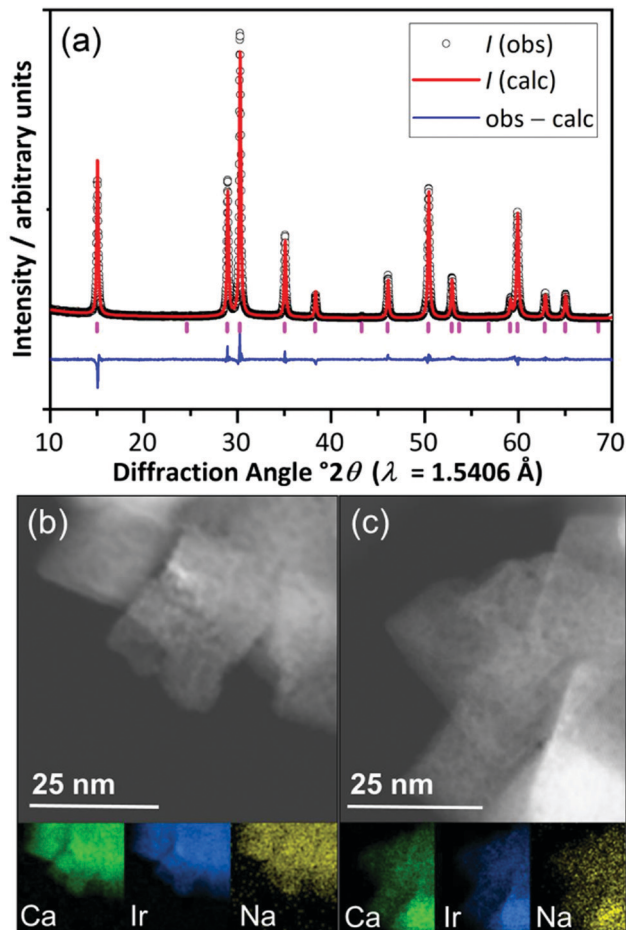 (a)
I (obs)
I (calc)
obs – calc
Intensity / arbitrary units
10 20 30 40 50 60 70
Diffraction Angle °2θ (λ = 1.5406 Å)
(b)
(c)
25 nm
25 nm
Ca Ir Na
Ca Ir Na